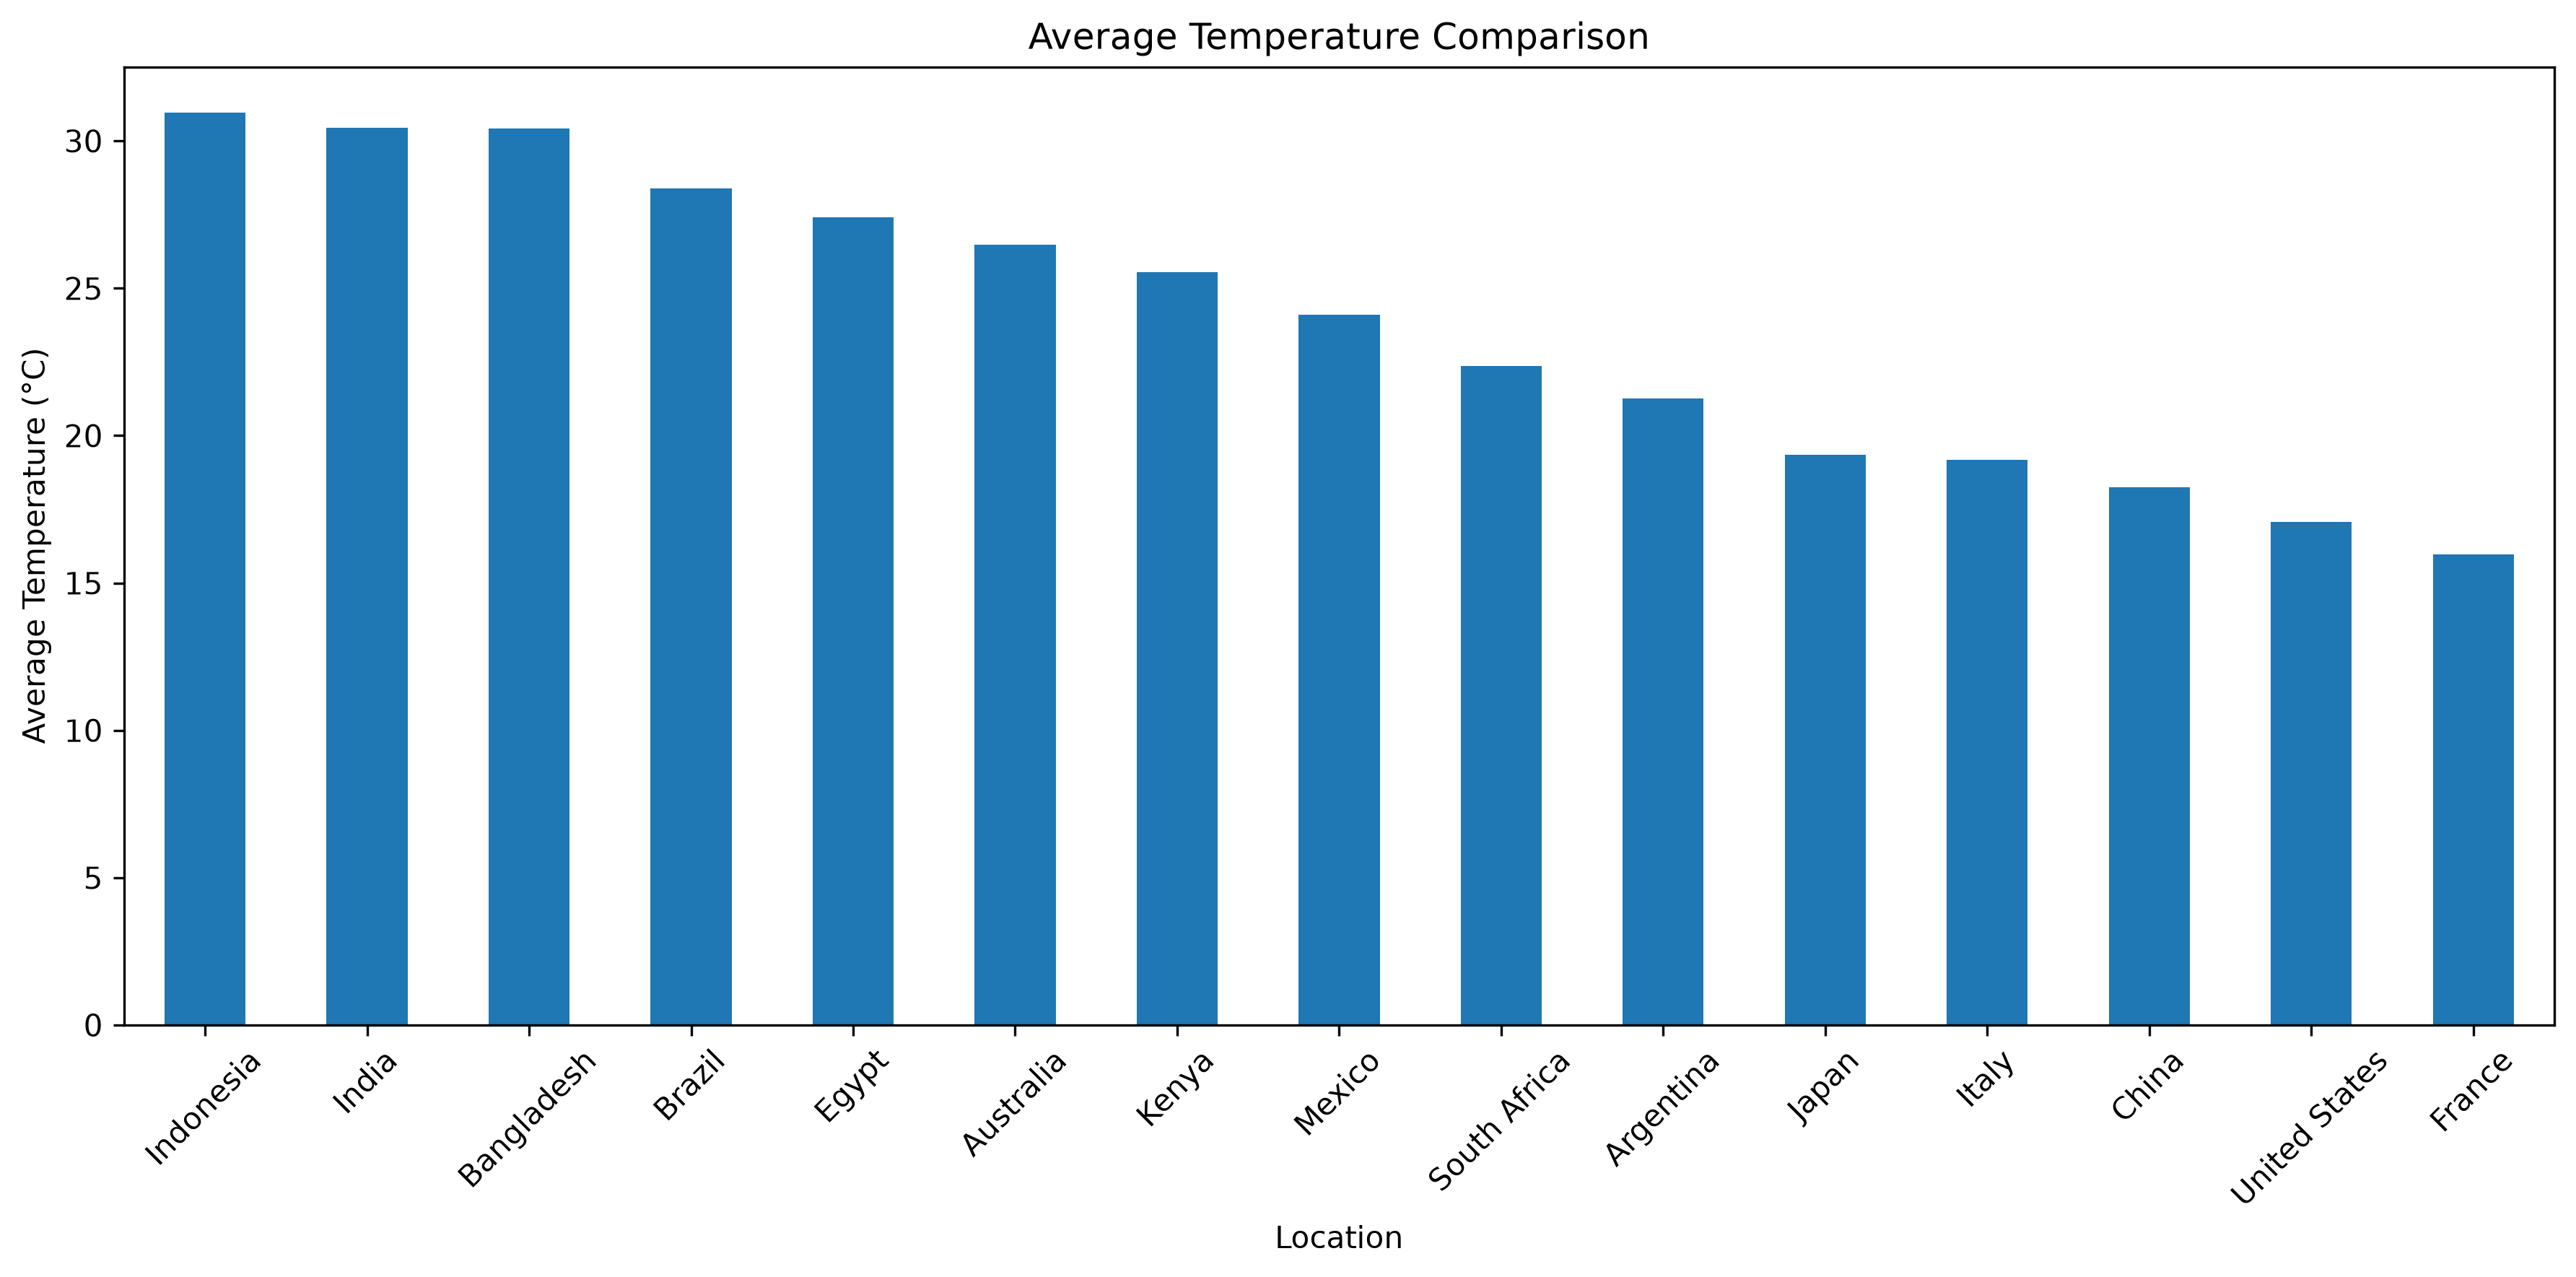 Average Temperature Comparison
Average Temperature (°C)
30
25
20
15
10
5
0
Indonesia
India
Bangladesh
Brazil
Egypt
Australia
Kenya
Mexico
South Africa
Argentina
Japan
Italy
China
United States
France
Location